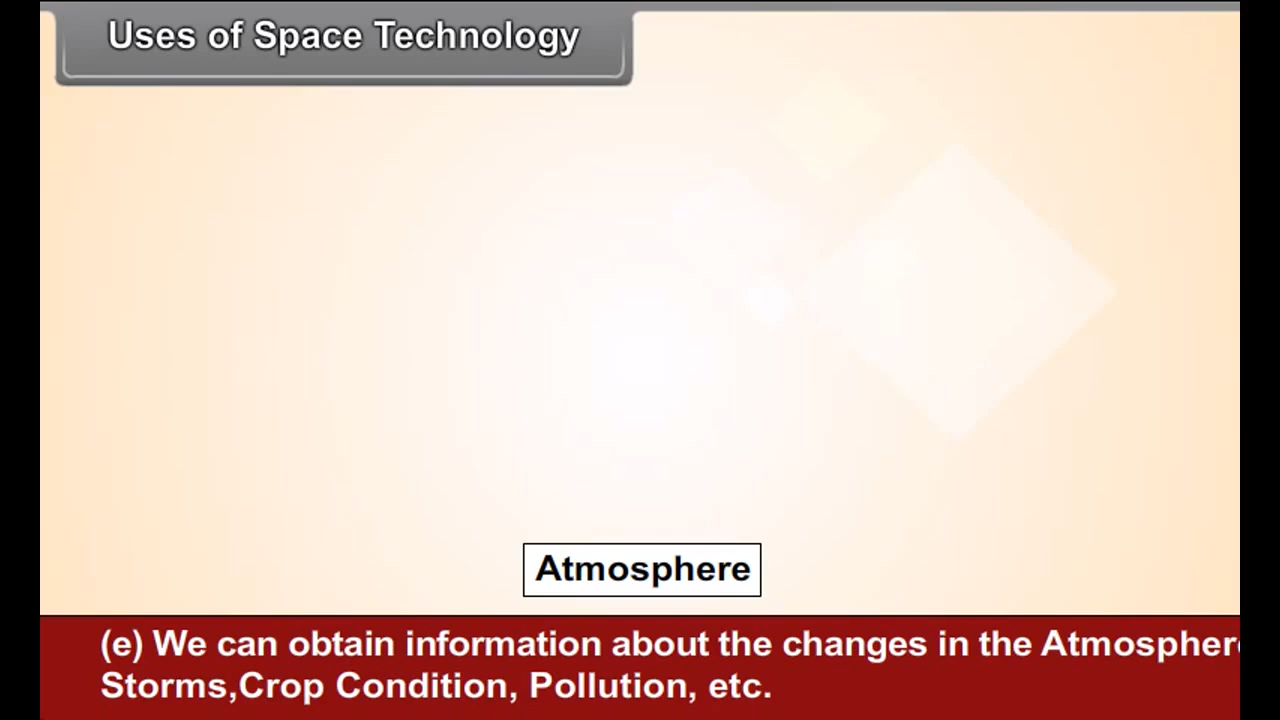 Uses of Space Technology
Atmosphere
(e) We can obtain information about the changes in the Atmospher
Storms,Crop Condition, Pollution, etc.